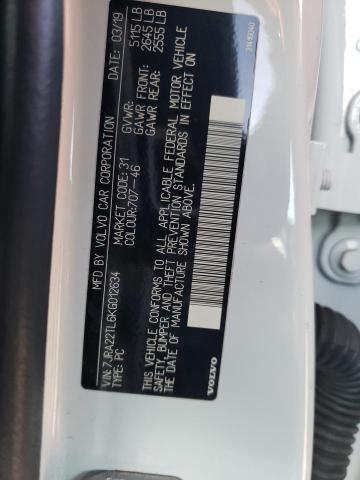 MFD BY VOLVO CAR CORPORATION DATE: 03/19
MARKET CODE: 31 GVWR: 5115 LB
COLOUR: 707-46 GAWR FRONT: 2645 LB
GAWR REAR: 2555 LB
VIN: 7JRA22TL6KG012634
TYPE: PC
THIS VEHICLE CONFORMS TO ALL APPLICABLE FEDERAL MOTOR VEHICLE
SAFETY, BUMPER AND THEFT PREVENTION STANDARDS IN EFFECT ON
THE DATE OF MANUFACTURE SHOWN ABOVE.
VOLVO